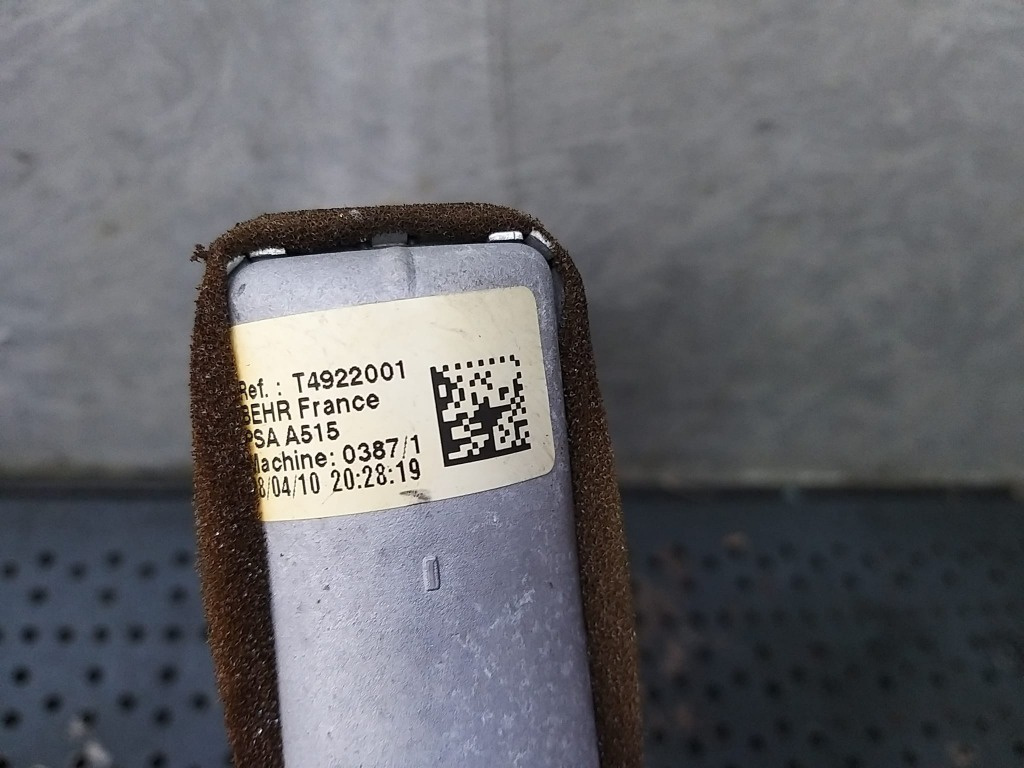 Ref. : T4922001
BEHR France
PSA A515
Machine: 0387/1
8/04/10 20:28:19